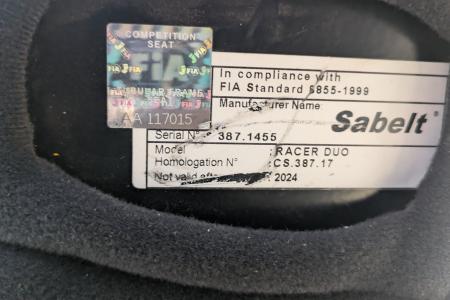 COMPETITION
SEAT
FIA
TUBULAR FRAME
AA 117015
In compliance with
FIA Standard 8855-1999
Manufacturer Name
Sabelt
Serial N° 387.1455
Model : RACER DUO
Homologation N° :CS.387.17
Not valid after : 2024